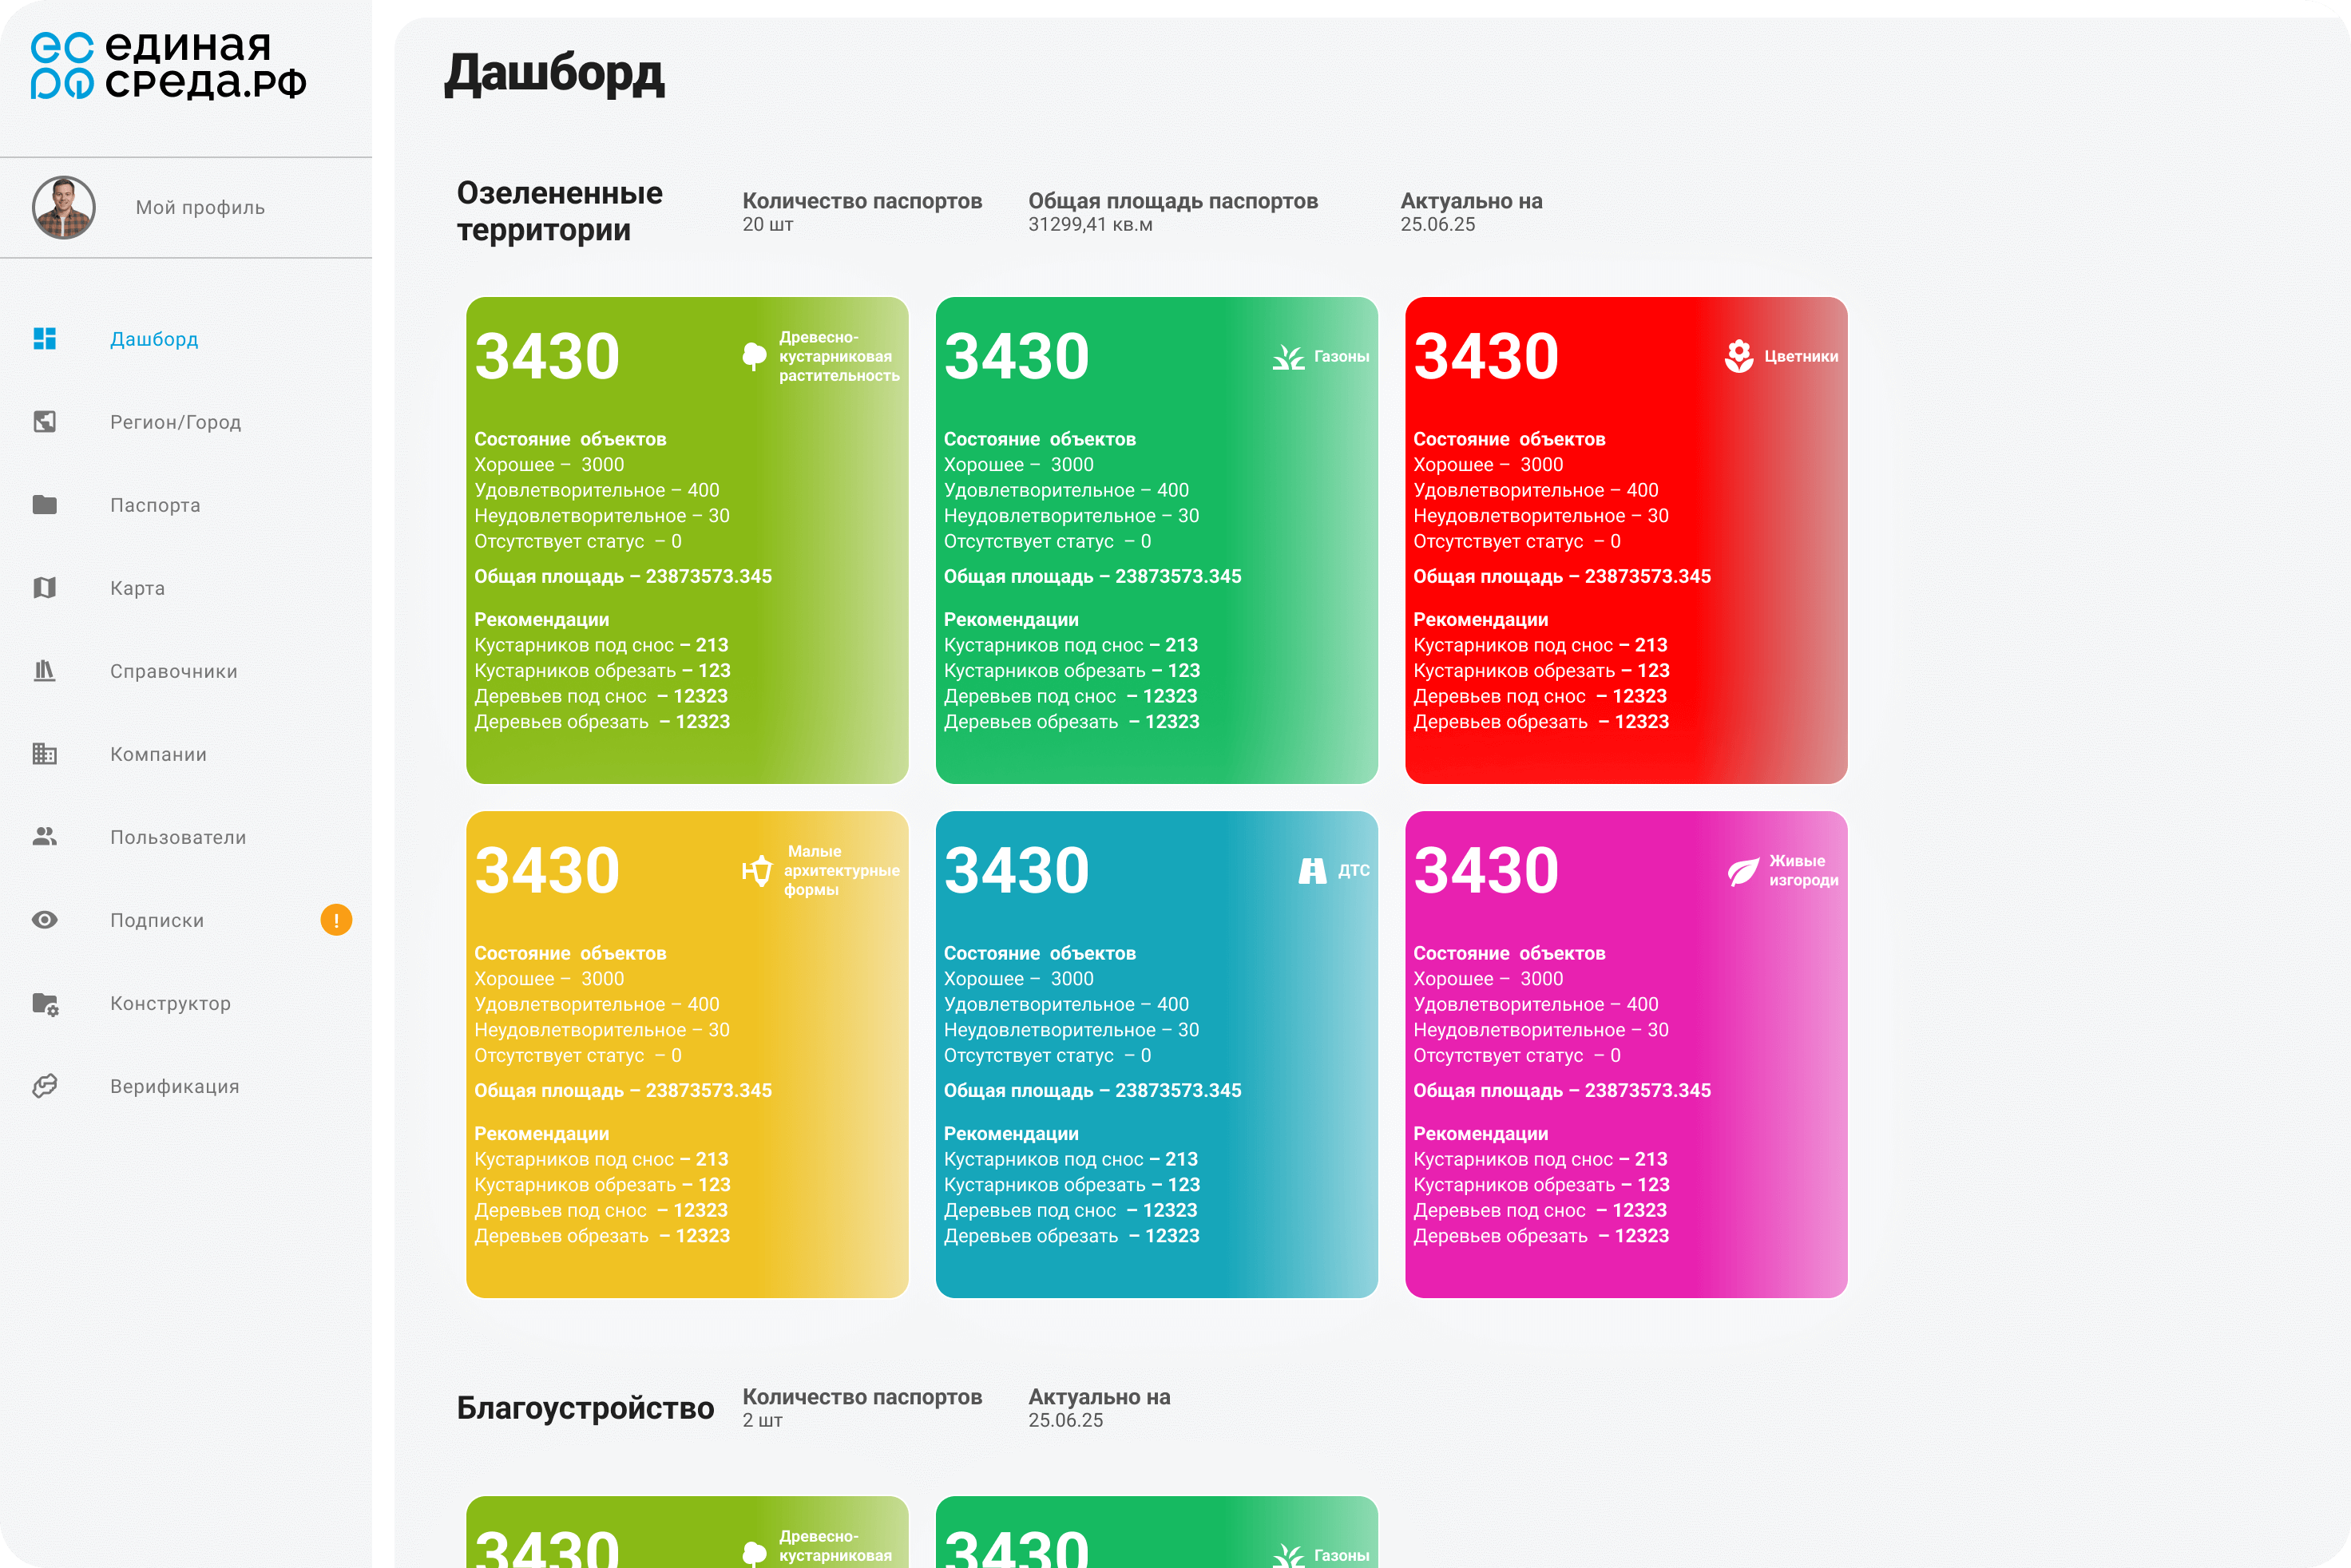 единая
среда.рф
Мой профиль
Дашборд
Регион/Город
Паспорта
Карта
Справочники
Компании
Пользователи
Подписки
!
Конструктор
Верификация
Дашборд
Озелененные
территории
Количество паспортов
20 шт
Общая площадь паспортов
31299,41 кв.м
Актуально на
25.06.25
3430
Древесно-
кустарниковая
растительность
Состояние объектов
Хорошее – 3000
Удовлетворительное – 400
Неудовлетворительное – 30
Отсутствует статус – 0
Общая площадь – 23873573.345
Рекомендации
Кустарников под снос – 213
Кустарников обрезать – 123
Деревьев под снос – 12323
Деревьев обрезать – 12323
3430
Газоны
Состояние объектов
Хорошее – 3000
Удовлетворительное – 400
Неудовлетворительное – 30
Отсутствует статус – 0
Общая площадь – 23873573.345
Рекомендации
Кустарников под снос – 213
Кустарников обрезать – 123
Деревьев под снос – 12323
Деревьев обрезать – 12323
3430
Цветники
Состояние объектов
Хорошее – 3000
Удовлетворительное – 400
Неудовлетворительное – 30
Отсутствует статус – 0
Общая площадь – 23873573.345
Рекомендации
Кустарников под снос – 213
Кустарников обрезать – 123
Деревьев под снос – 12323
Деревьев обрезать – 12323
3430
Малые
архитектурные
формы
Состояние объектов
Хорошее – 3000
Удовлетворительное – 400
Неудовлетворительное – 30
Отсутствует статус – 0
Общая площадь – 23873573.345
Рекомендации
Кустарников под снос – 213
Кустарников обрезать – 123
Деревьев под снос – 12323
Деревьев обрезать – 12323
3430
ДТС
Состояние объектов
Хорошее – 3000
Удовлетворительное – 400
Неудовлетворительное – 30
Отсутствует статус – 0
Общая площадь – 23873573.345
Рекомендации
Кустарников под снос – 213
Кустарников обрезать – 123
Деревьев под снос – 12323
Деревьев обрезать – 12323
3430
Живые
изгороди
Состояние объектов
Хорошее – 3000
Удовлетворительное – 400
Неудовлетворительное – 30
Отсутствует статус – 0
Общая площадь – 23873573.345
Рекомендации
Кустарников под снос – 213
Кустарников обрезать – 123
Деревьев под снос – 12323
Деревьев обрезать – 12323
Благоустройство
Количество паспортов
2 шт
Актуально на
25.06.25
3430
Древесно-
кустарниковая
3430
Газоны